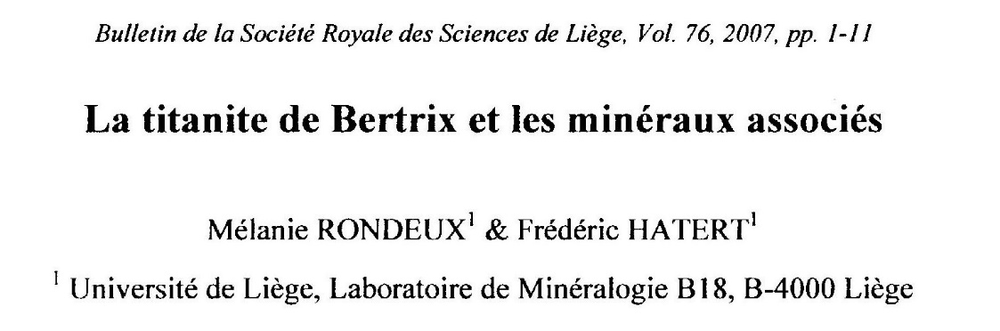 Bulletin de la Société Royale des Sciences de Liège, Vol. 76, 2007, pp. 1-11
La titanite de Bertrix et les minéraux associés
Mélanie RONDEUX¹ & Frédéric HATERT¹
¹ Université de Liège, Laboratoire de Minéralogie B18, B-4000 Liège